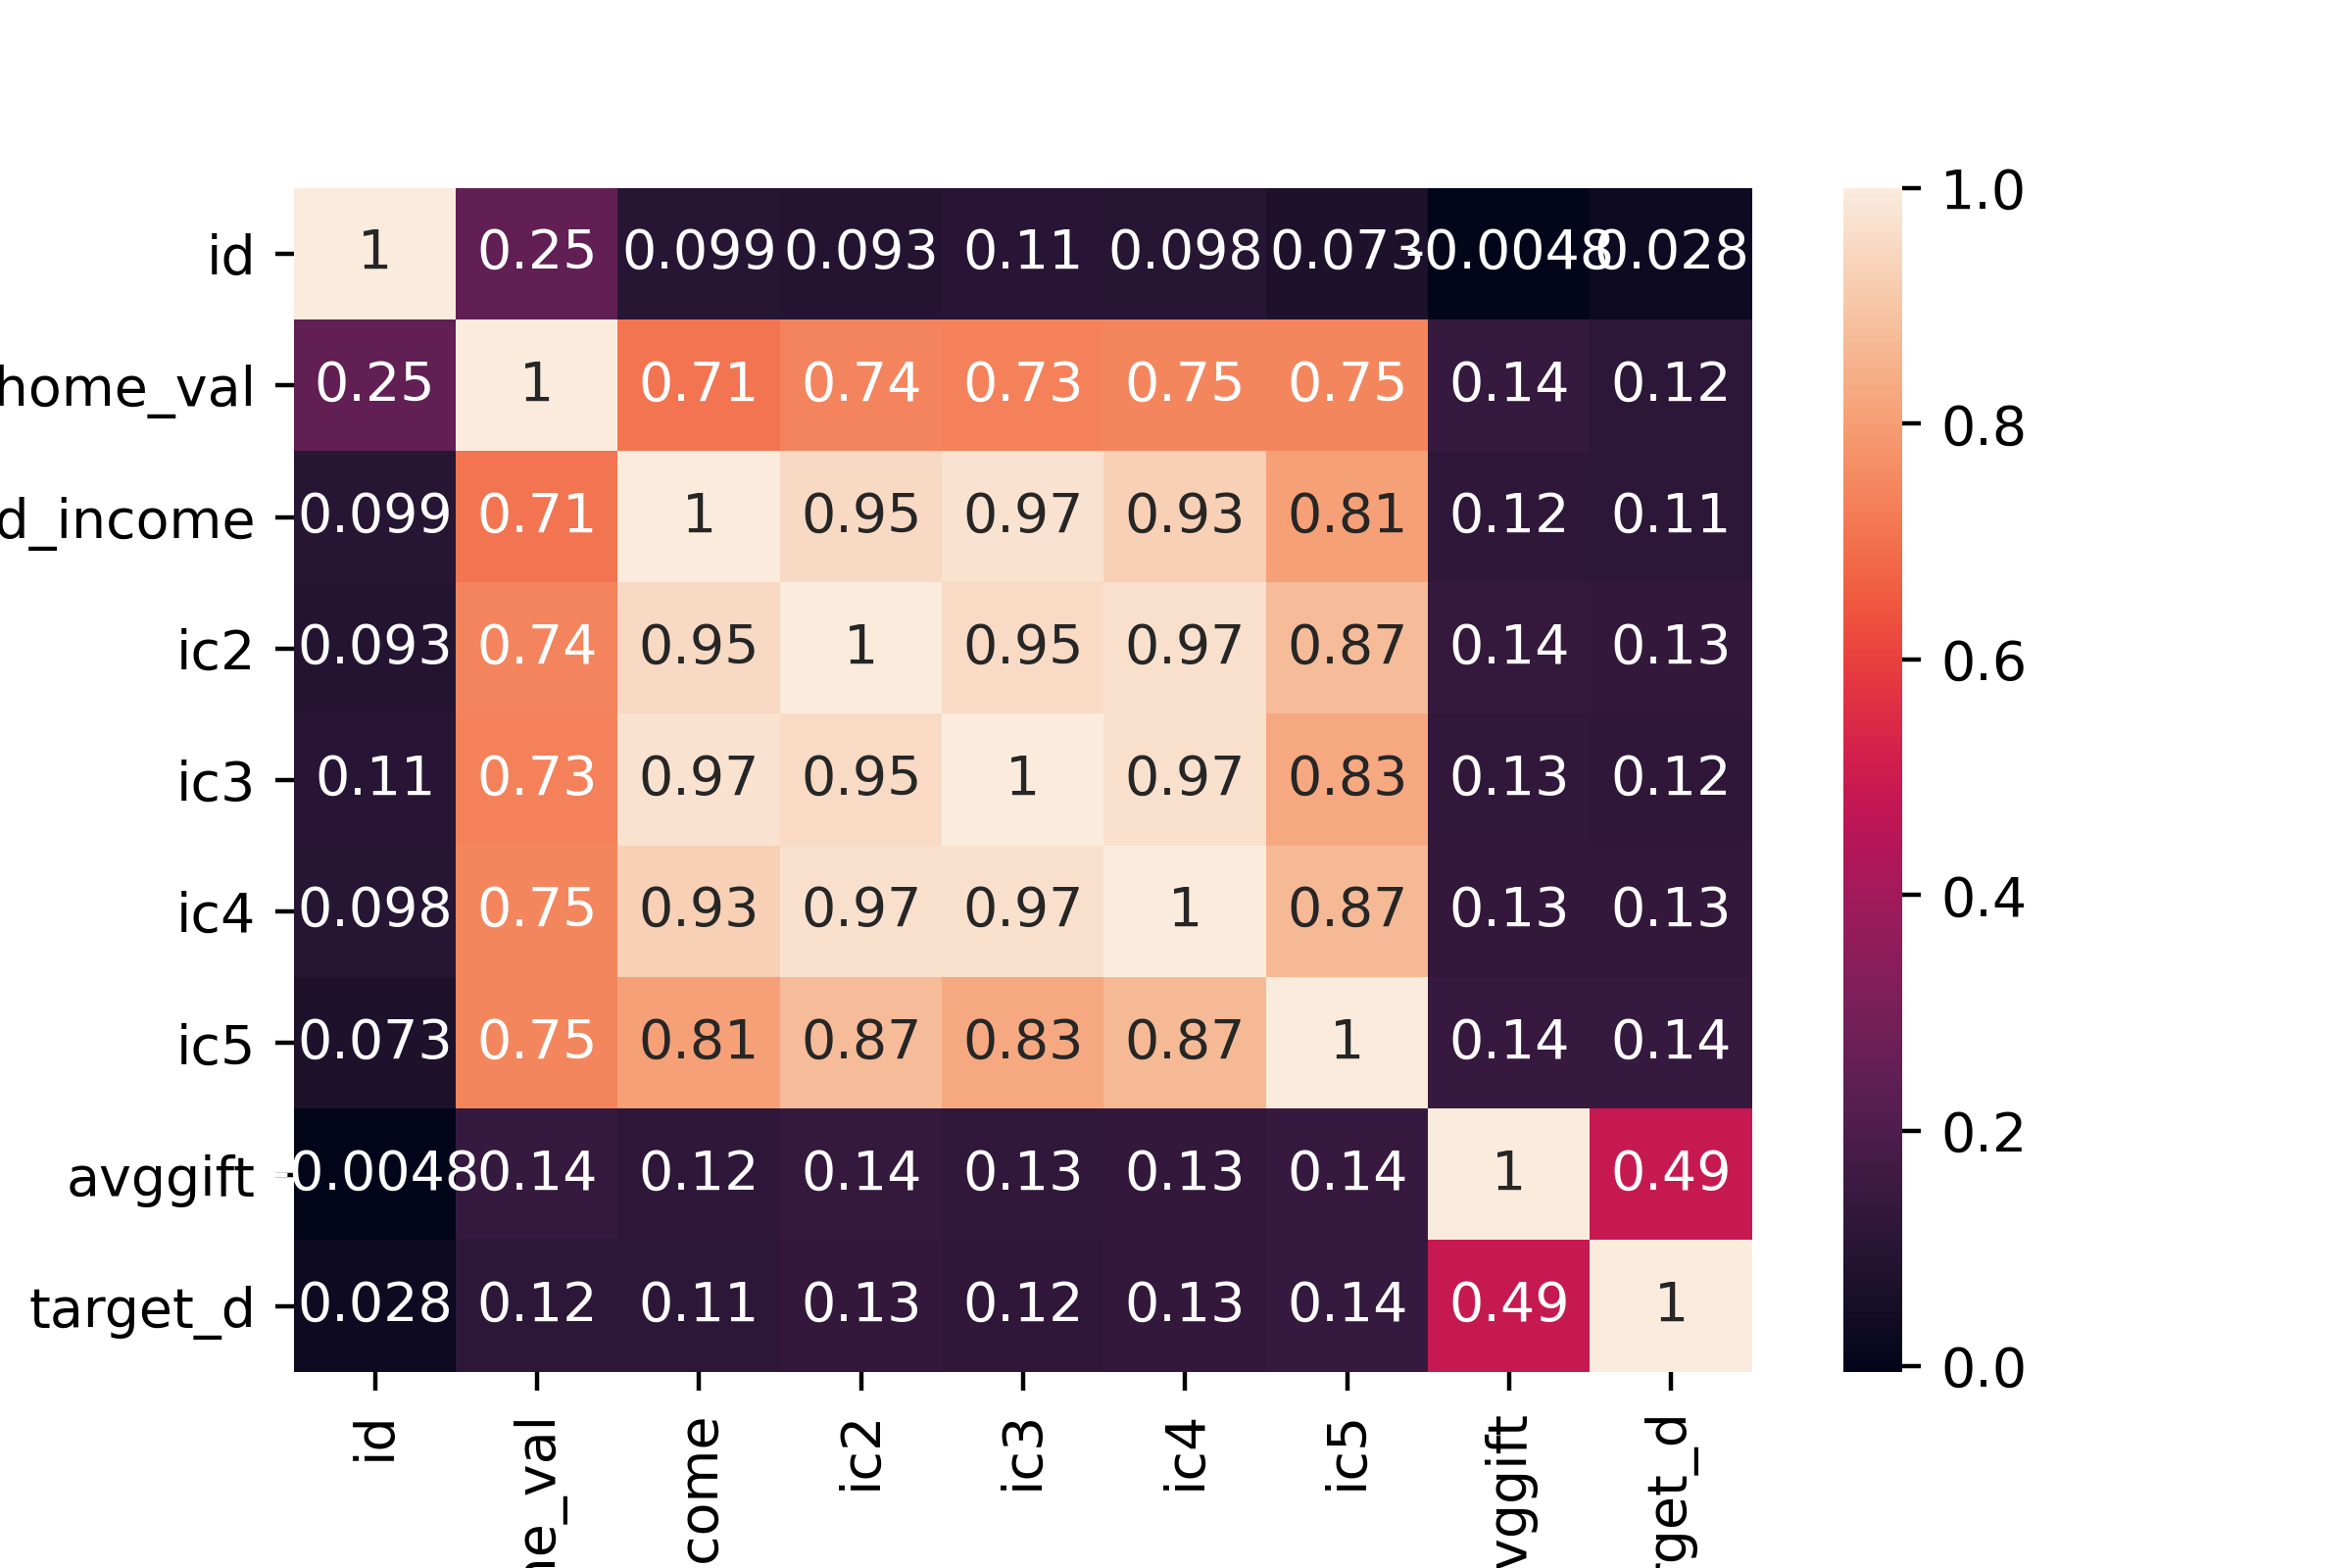 id 1 0.25 0.099 0.093 0.11 0.098 0.073 -0.0048 0.028
home_val 0.25 1 0.71 0.74 0.73 0.75 0.75 0.14 0.12
d_income 0.099 0.71 1 0.95 0.97 0.93 0.81 0.12 0.11
ic2 0.093 0.74 0.95 1 0.95 0.97 0.87 0.14 0.13
ic3 0.11 0.73 0.97 0.95 1 0.97 0.83 0.13 0.12
ic4 0.098 0.75 0.93 0.97 0.97 1 0.87 0.13 0.13
ic5 0.073 0.75 0.81 0.87 0.83 0.87 1 0.14 0.14
avggift -0.0048 0.14 0.12 0.14 0.13 0.13 0.14 1 0.49
target_d 0.028 0.12 0.11 0.13 0.12 0.13 0.14 0.49 1
id
me_val
come
ic2
ic3
ic4
ic5
vggift
rget_d
1.0
0.8
0.6
0.4
0.2
0.0